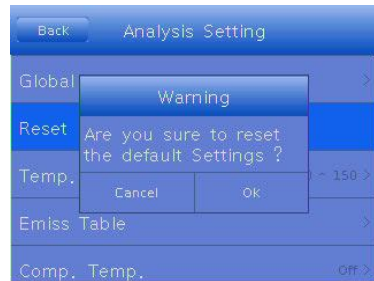 Back
Analysis Setting
Global
Warning
Reset
Are you sure to reset
the default Settings ?
Temp.
~ 150 >
Cancel
OK
Emiss Table
Comp. Temp.
Off >